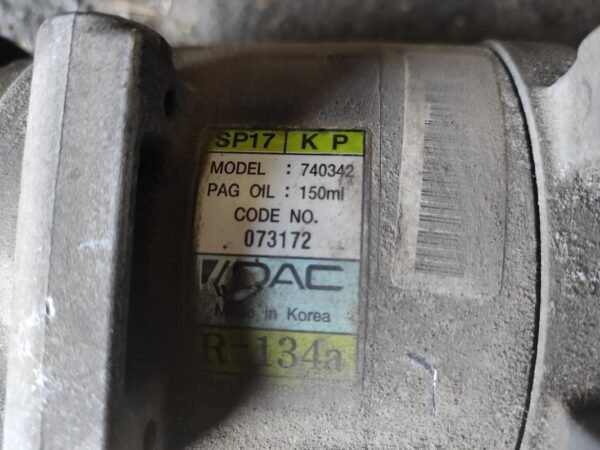 SP17 K P
MODEL : 740342
PAG OIL : 150ml
CODE NO.
073172
DAC
Made in Korea
R-134a